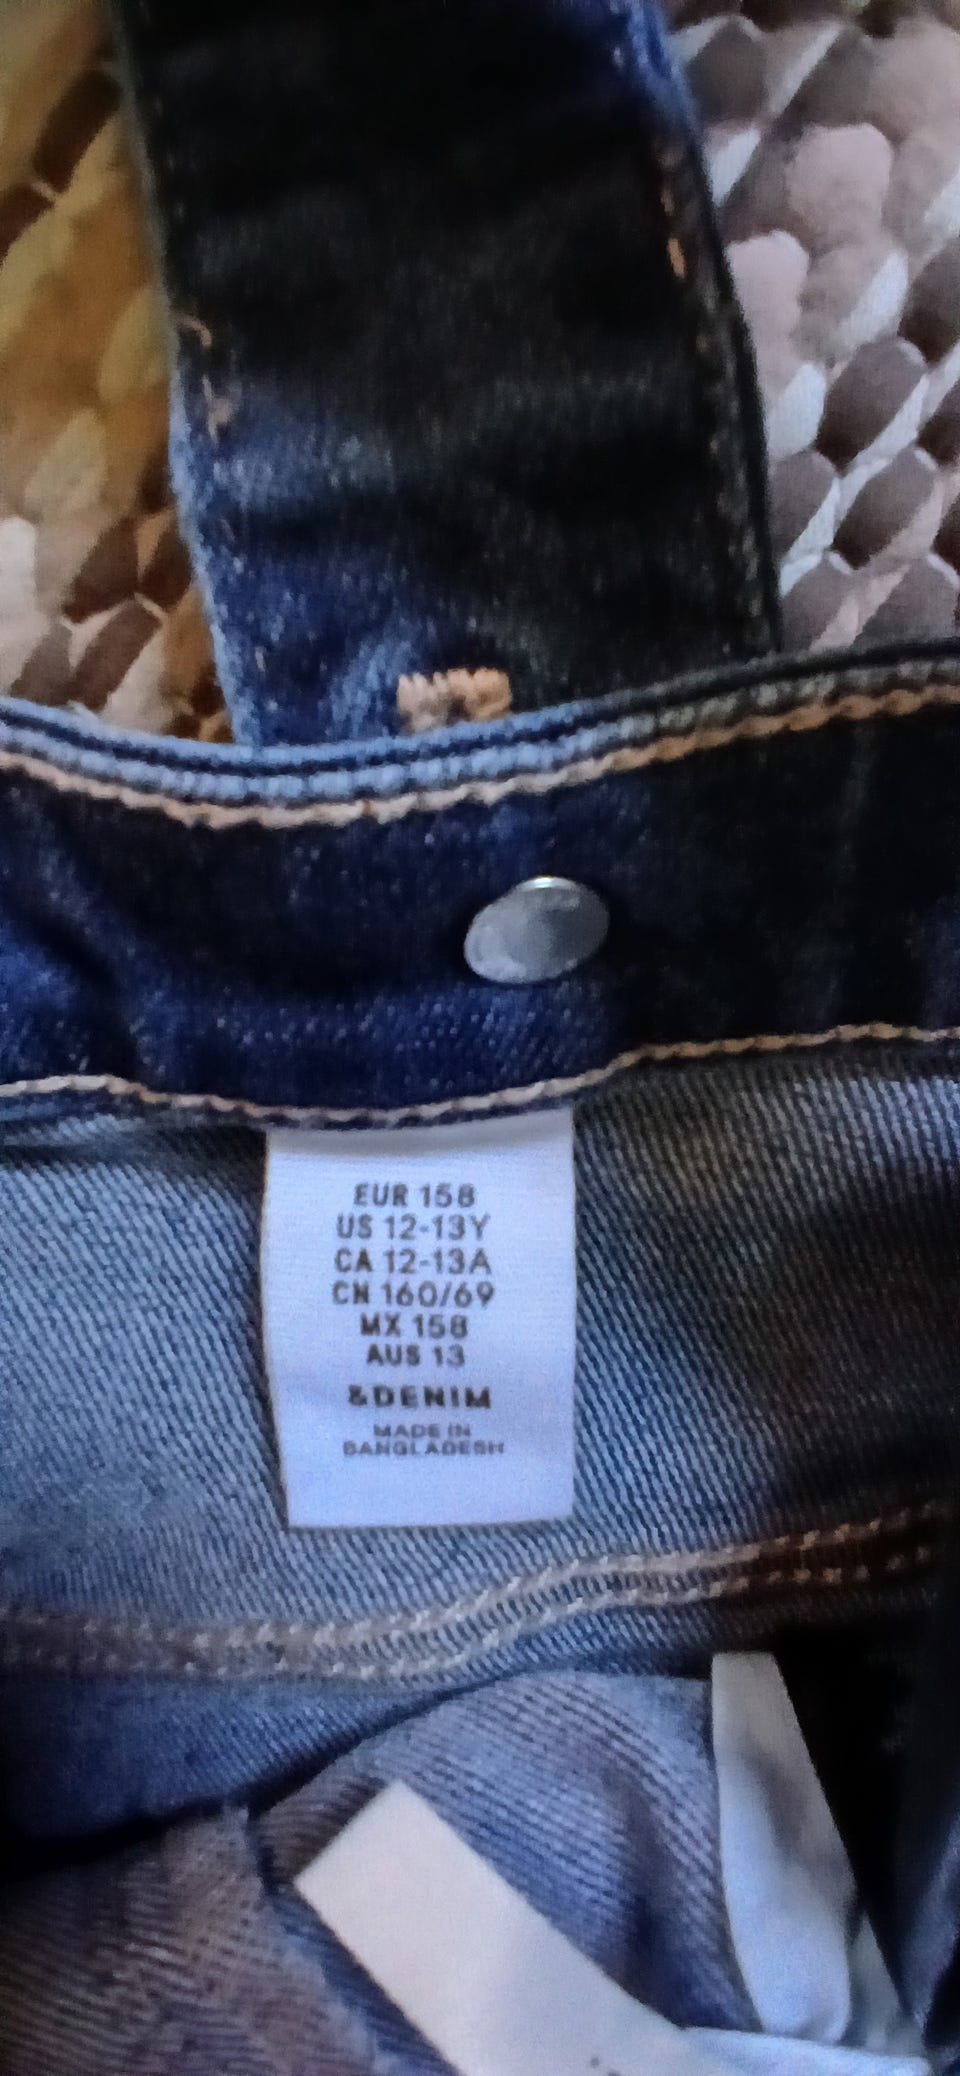 EUR 158
US 12-13Y
CA 12-13A
CN 160/69
MX 158
AUS 13
&DENIM
MADE IN
BANGLADESH